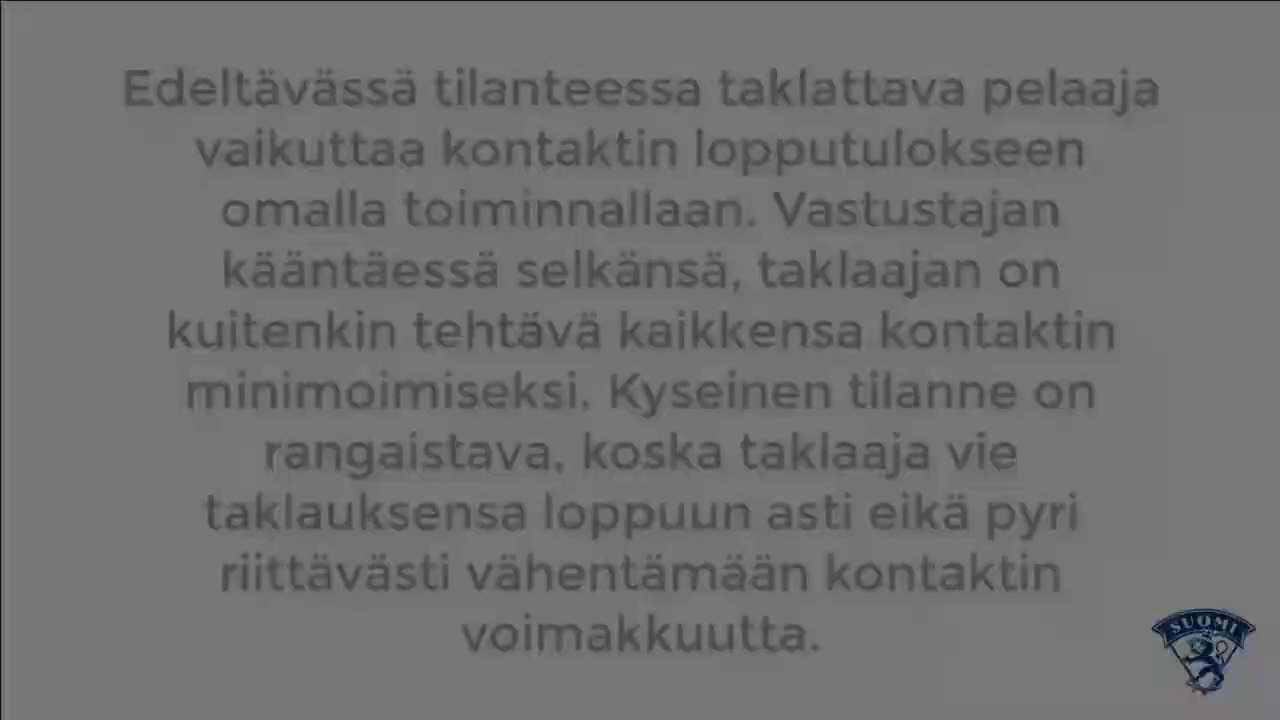 Edeltävässä tilanteessa taklattava pelaaja
vaikuttaa kontaktin lopputulokseen
omalla toiminnallaan. Vastustajan
kääntäessä selkänsä, taklaajan on
kuitenkin tehtävä kaikkensa kontaktin
minimoimiseksi. Kyseinen tilanne on
rangaistava, koska taklaaja vie
taklauksensa loppuun asti eikä pyri
riittävästi vähentämään kontaktin
voimakkuutta.
SUOMI